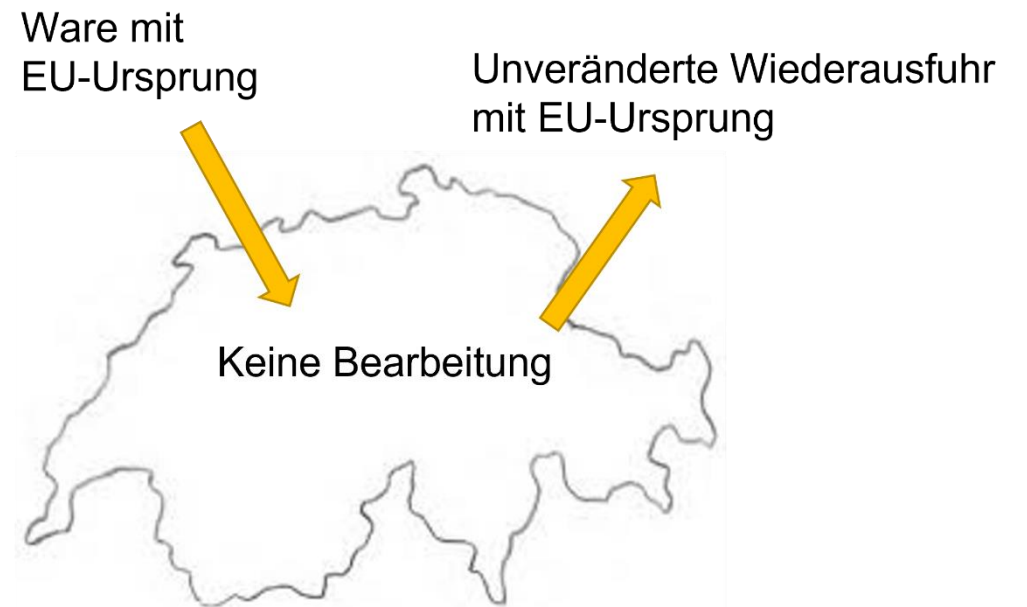 Ware mit
EU-Ursprung
Unveränderte Wiederausfuhr
mit EU-Ursprung
Keine Bearbeitung